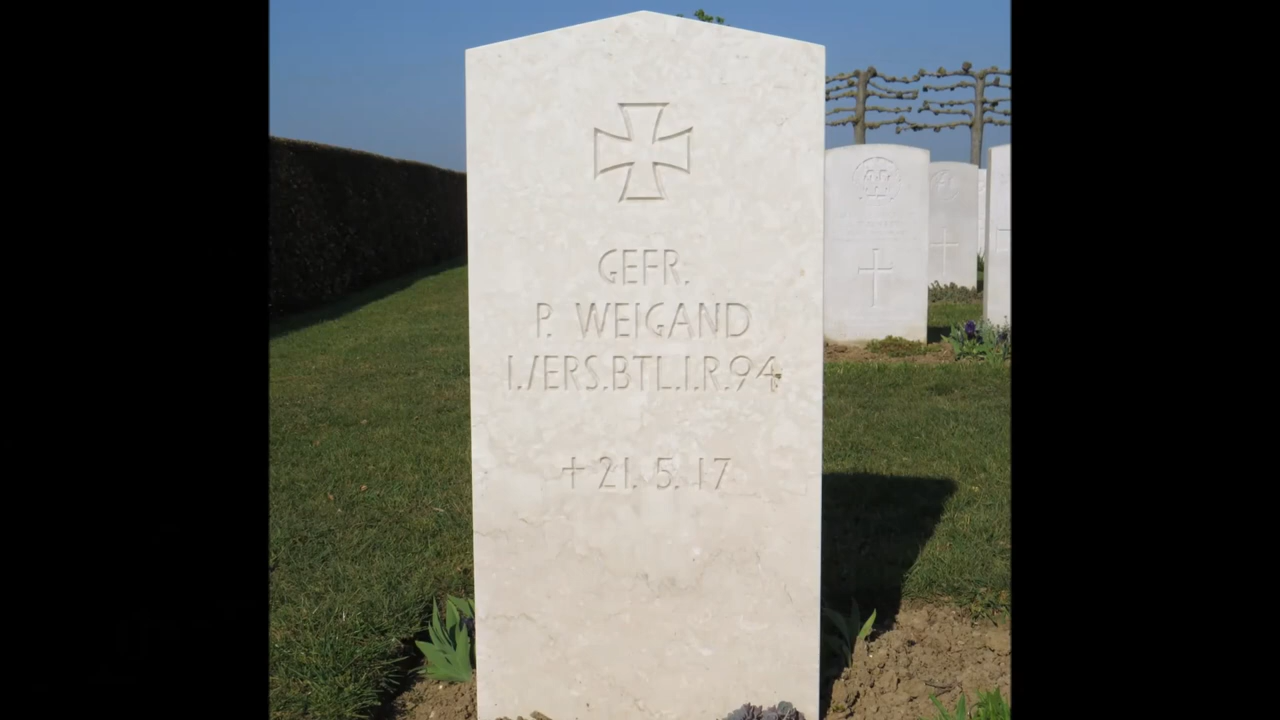 GEFR.
P. WEIGAND
I./ERS.BTL.I.R.94
† 21. 5. 17